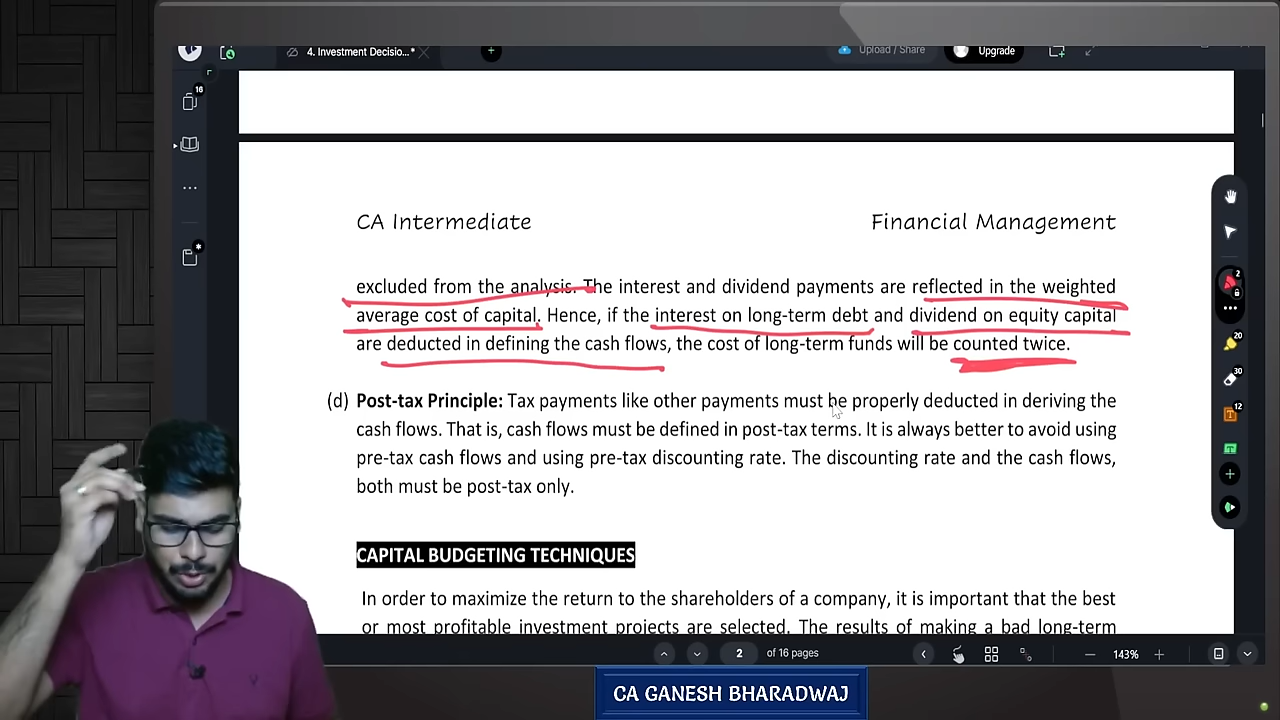 4. Investment Decisio...*
Upload / Share
Upgrade
16
CA Intermediate
Financial Management
excluded from the analysis. The interest and dividend payments are reflected in the weighted
average cost of capital. Hence, if the interest on long-term debt and dividend on equity capital
are deducted in defining the cash flows, the cost of long-term funds will be counted twice.
(d) Post-tax Principle: Tax payments like other payments must be properly deducted in deriving the
cash flows. That is, cash flows must be defined in post-tax terms. It is always better to avoid using
pre-tax cash flows and using pre-tax discounting rate. The discounting rate and the cash flows,
both must be post-tax only.
CAPITAL BUDGETING TECHNIQUES
In order to maximize the return to the shareholders of a company, it is important that the best
or most profitable investment projects are selected. The results of making a bad long-term
2
20
30
12
2 of 16 pages
143%
CA GANESH BHARADWAJ